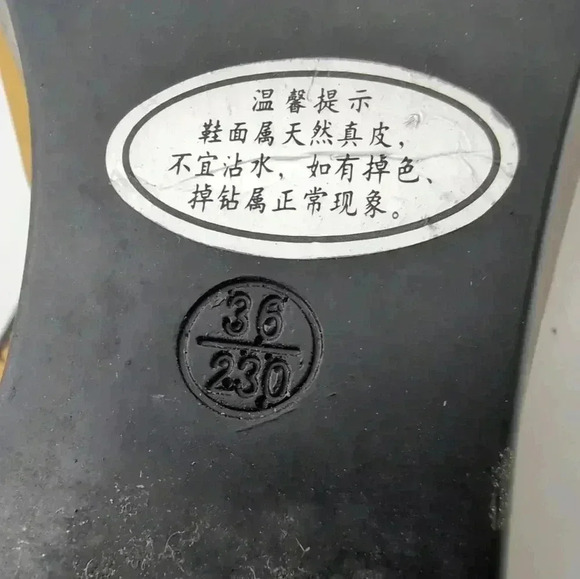 温馨提示
鞋面属天然真皮，
不宜沾水，如有掉色、
掉钻属正常现象。
36
230